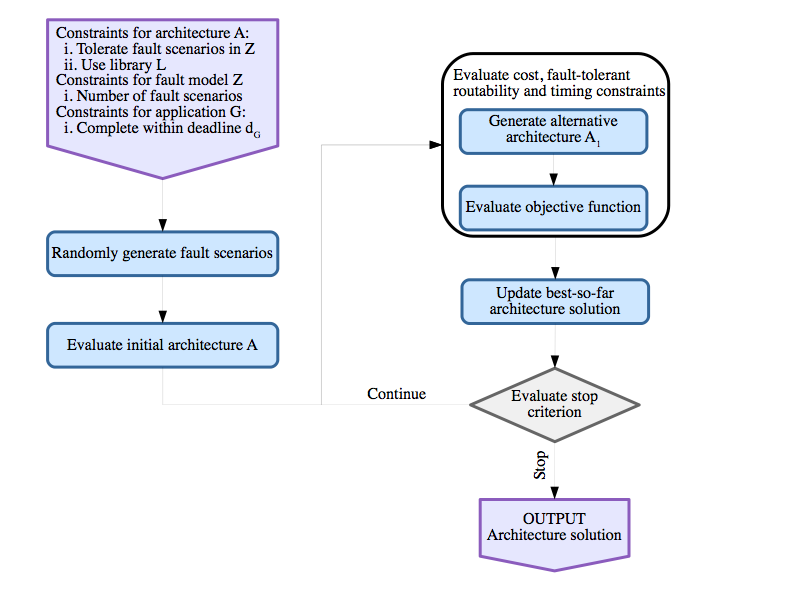 Constraints for architecture A:
i. Tolerate fault scenarios in Z
ii. Use library L
Constraints for fault model Z
i. Number of fault scenarios
Constraints for application G:
i. Complete within deadline dG
Randomly generate fault scenarios
Evaluate initial architecture A
Evaluate cost, fault-tolerant
routability and timing constraints
Generate alternative
architecture A1
Evaluate objective function
Update best-so-far
architecture solution
Continue
Evaluate stop
criterion
Stop
OUTPUT
Architecture solution